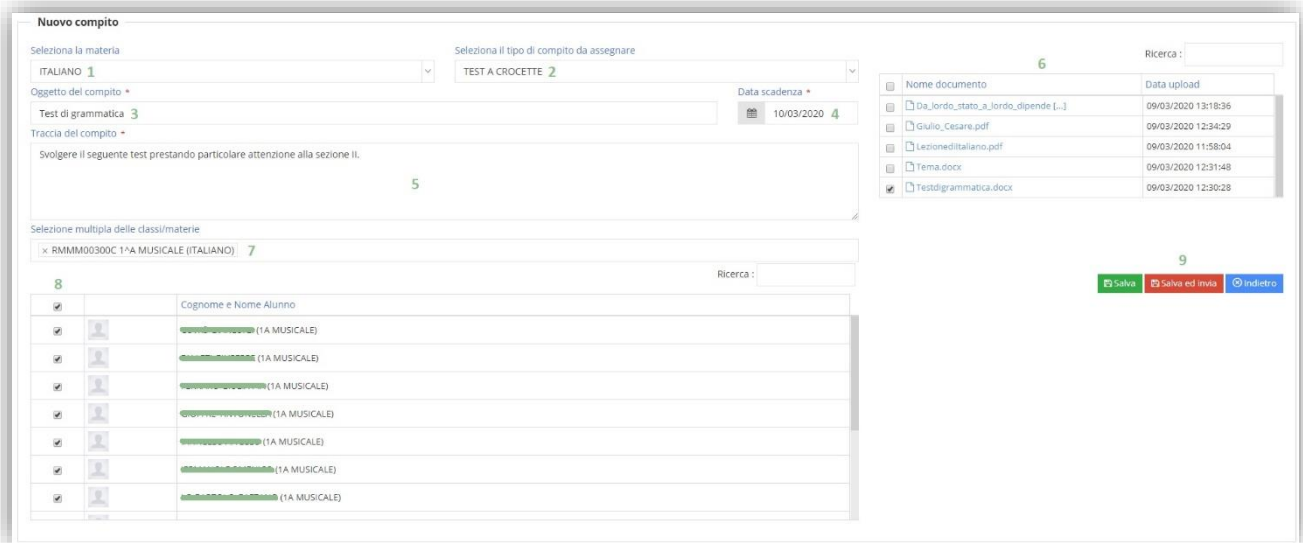 Nuovo compito
Seleziona la materia
ITALIANO 1
Seleziona il tipo di compito da assegnare
TEST A CROCETTE 2
Oggetto del compito *
Test di grammatica 3
Data scadenza *
10/03/2020 4
Traccia del compito *
Svolgere il seguente test prestando particolare attenzione alla sezione II.
5
Selezione multipla delle classi/materie
× RMMM00300C 1^A MUSICALE (ITALIANO) 7
Ricerca :
8
Cognome e Nome Alunno
(1A MUSICALE)
(1A MUSICALE)
(1A MUSICALE)
(1A MUSICALE)
(1A MUSICALE)
(1A MUSICALE)
(1A MUSICALE)
Ricerca :
6
Nome documento Data upload
Da_lordo_stato_a_lordo_dipende [...] 09/03/2020 13:18:36
Giulio_Cesare.pdf 09/03/2020 12:34:29
LezionediItaliano.pdf 09/03/2020 11:58:04
Tema.docx 09/03/2020 12:31:48
Testdigrammatica.docx 09/03/2020 12:30:28
9
Salva Salva ed invia Indietro